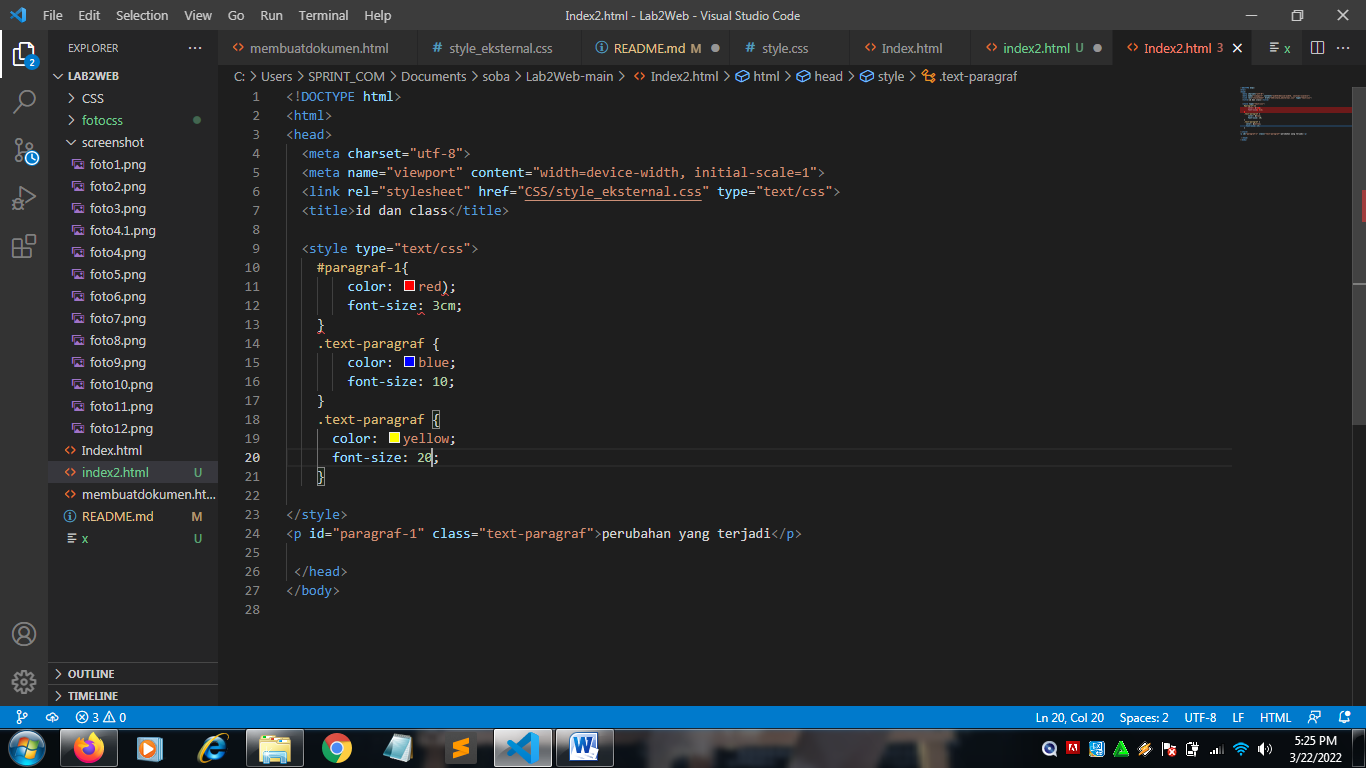 File Edit Selection View Go Run Terminal Help
Index2.html - Lab2Web - Visual Studio Code
EXPLORER
membuatdokumen.html # style_eksternal.css README.md M # style.css Index.html index2.html U Index2.html 3 x
LAB2WEB
C: > Users > SPRINT_COM > Documents > soba > Lab2Web-main > Index2.html > html > head > style > .text-paragraf
CSS
fotocss
screenshot
foto1.png
foto2.png
foto3.png
foto4.1.png
foto4.png
foto5.png
foto6.png
foto7.png
foto8.png
foto9.png
foto10.png
foto11.png
foto12.png
Index.html
index2.html U
membuatdokumen.ht...
README.md M
x U
OUTLINE
TIMELINE
1 <!DOCTYPE html>
2 <html>
3 <head>
4 <meta charset="utf-8">
5 <meta name="viewport" content="width=device-width, initial-scale=1">
6 <link rel="stylesheet" href="CSS/style_eksternal.css" type="text/css">
7 <title>id dan class</title>
8
9 <style type="text/css">
10 #paragraf-1{
11 color: red);
12 font-size: 3cm;
13 }
14 .text-paragraf {
15 color: blue;
16 font-size: 10;
17 }
18 .text-paragraf {
19 color: yellow;
20 font-size: 20;
21 }
22
23 </style>
24 <p id="paragraf-1" class="text-paragraf">perubahan yang terjadi</p>
25
26 </head>
27 </body>
28
2
3 0
Ln 20, Col 20 Spaces: 2 UTF-8 LF HTML
5:25 PM
3/22/2022